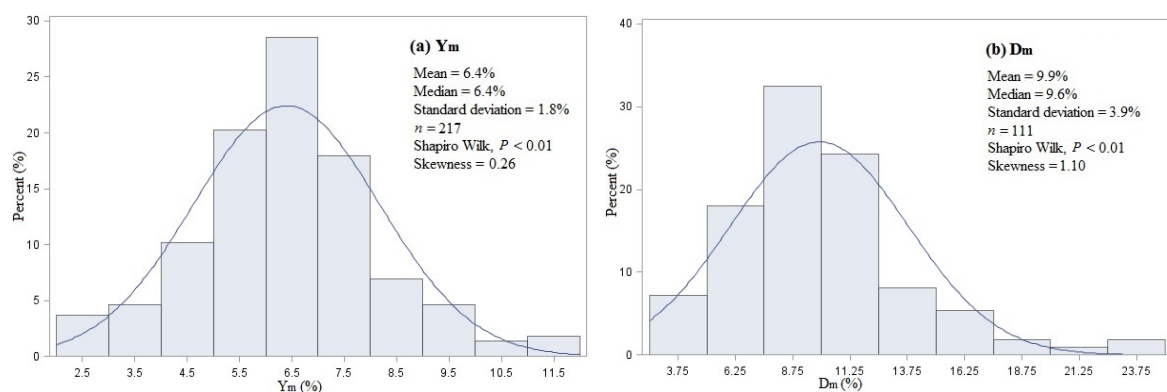 30
25
20
15
10
5
0
Percent (%)
(a) Ym
Mean = 6.4%
Median = 6.4%
Standard deviation = 1.8%
n = 217
Shapiro Wilk, P < 0.01
Skewness = 0.26
2.5 3.5 4.5 5.5 6.5 7.5 8.5 9.5 10.5 11.5
Ym (%)
40
30
20
10
0
Percent (%)
(b) Dm
Mean = 9.9%
Median = 9.6%
Standard deviation = 3.9%
n = 111
Shapiro Wilk, P < 0.01
Skewness = 1.10
3.75 6.25 8.75 11.25 13.75 16.25 18.75 21.25 23.75
Dm (%)